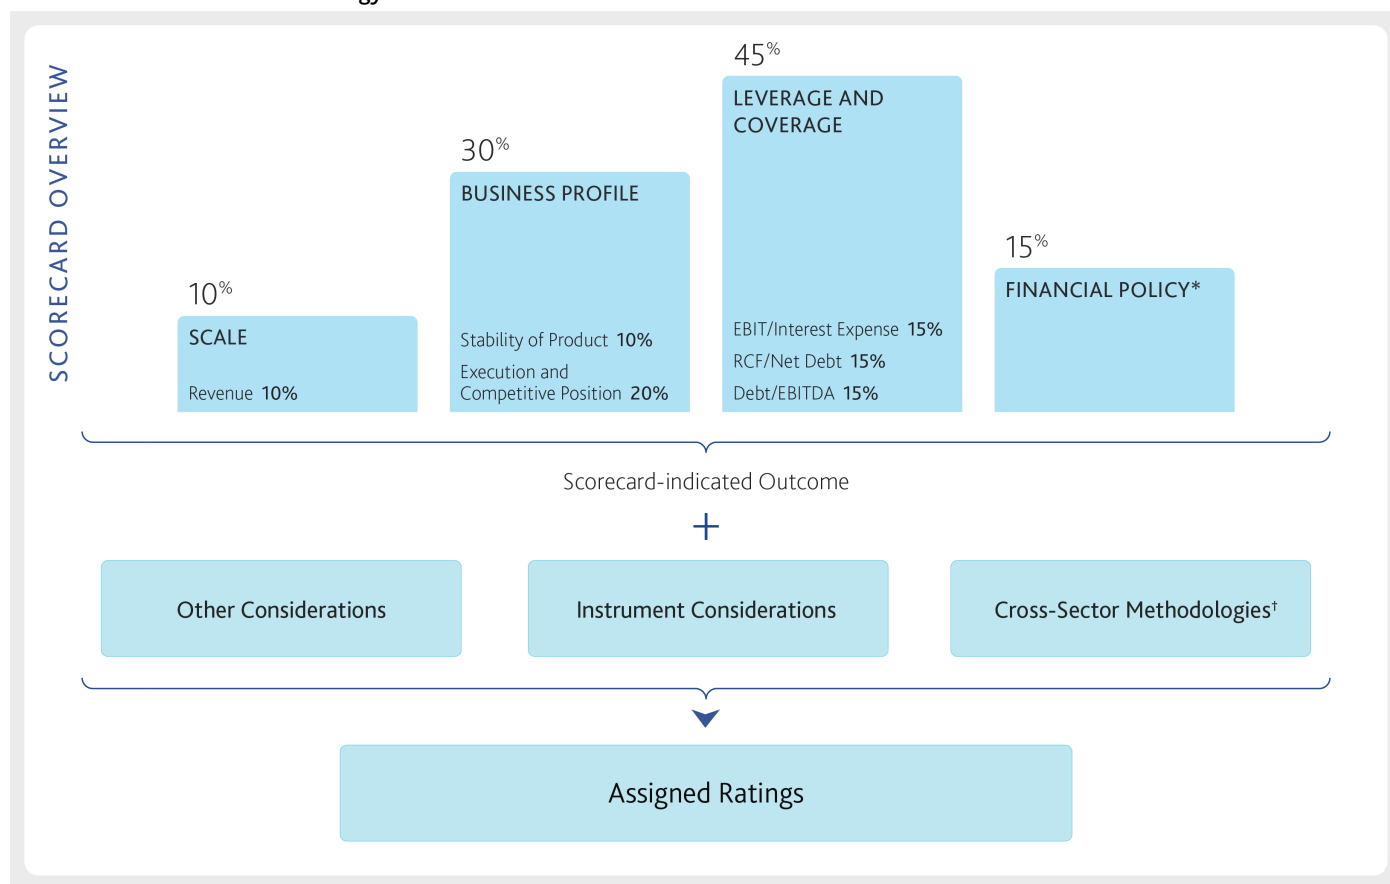 SCORECARD OVERVIEW
10%
SCALE
Revenue 10%
30%
BUSINESS PROFILE
Stability of Product 10%
Execution and
Competitive Position 20%
45%
LEVERAGE AND
COVERAGE
EBIT/Interest Expense 15%
RCF/Net Debt 15%
Debt/EBITDA 15%
15%
FINANCIAL POLICY*
Scorecard-indicated Outcome
+
Other Considerations
Instrument Considerations
Cross-Sector Methodologies†
Assigned Ratings